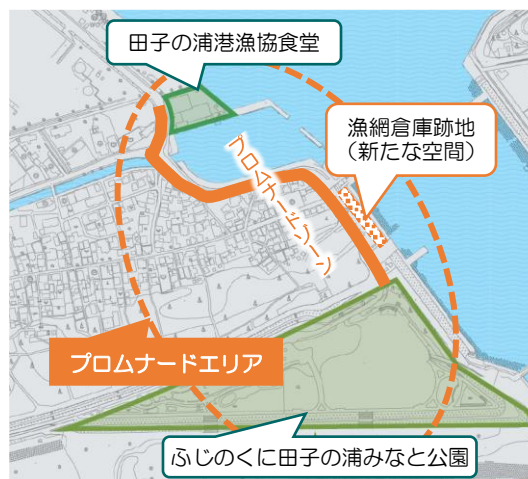 田子の浦港漁協食堂
漁網倉庫跡地
（新たな空間）
プロムナードゾーン
プロムナードエリア
ふじのくに田子の浦みなと公園